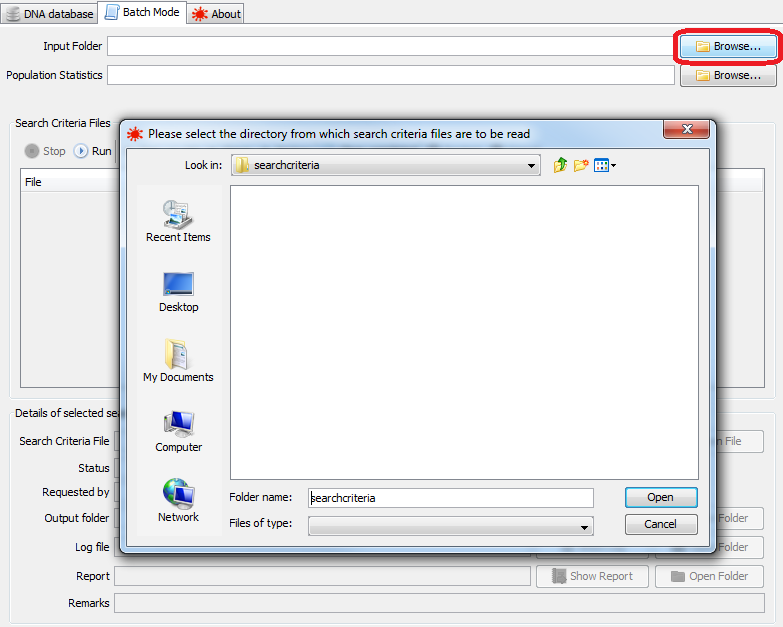 DNA database Batch Mode About
Input Folder Browse...
Population Statistics Browse...
Search Criteria Files
Stop Run
File
Please select the directory from which search criteria files are to be read
Look in: searchcriteria
Recent Items
Desktop
My Documents
Computer
Network
Folder name: searchcriteria Open
Files of type: Cancel
Details of selected sea
Search Criteria File n File
Status
Requested by
Output folder Folder
Log file Folder
Report Show Report Open Folder
Remarks